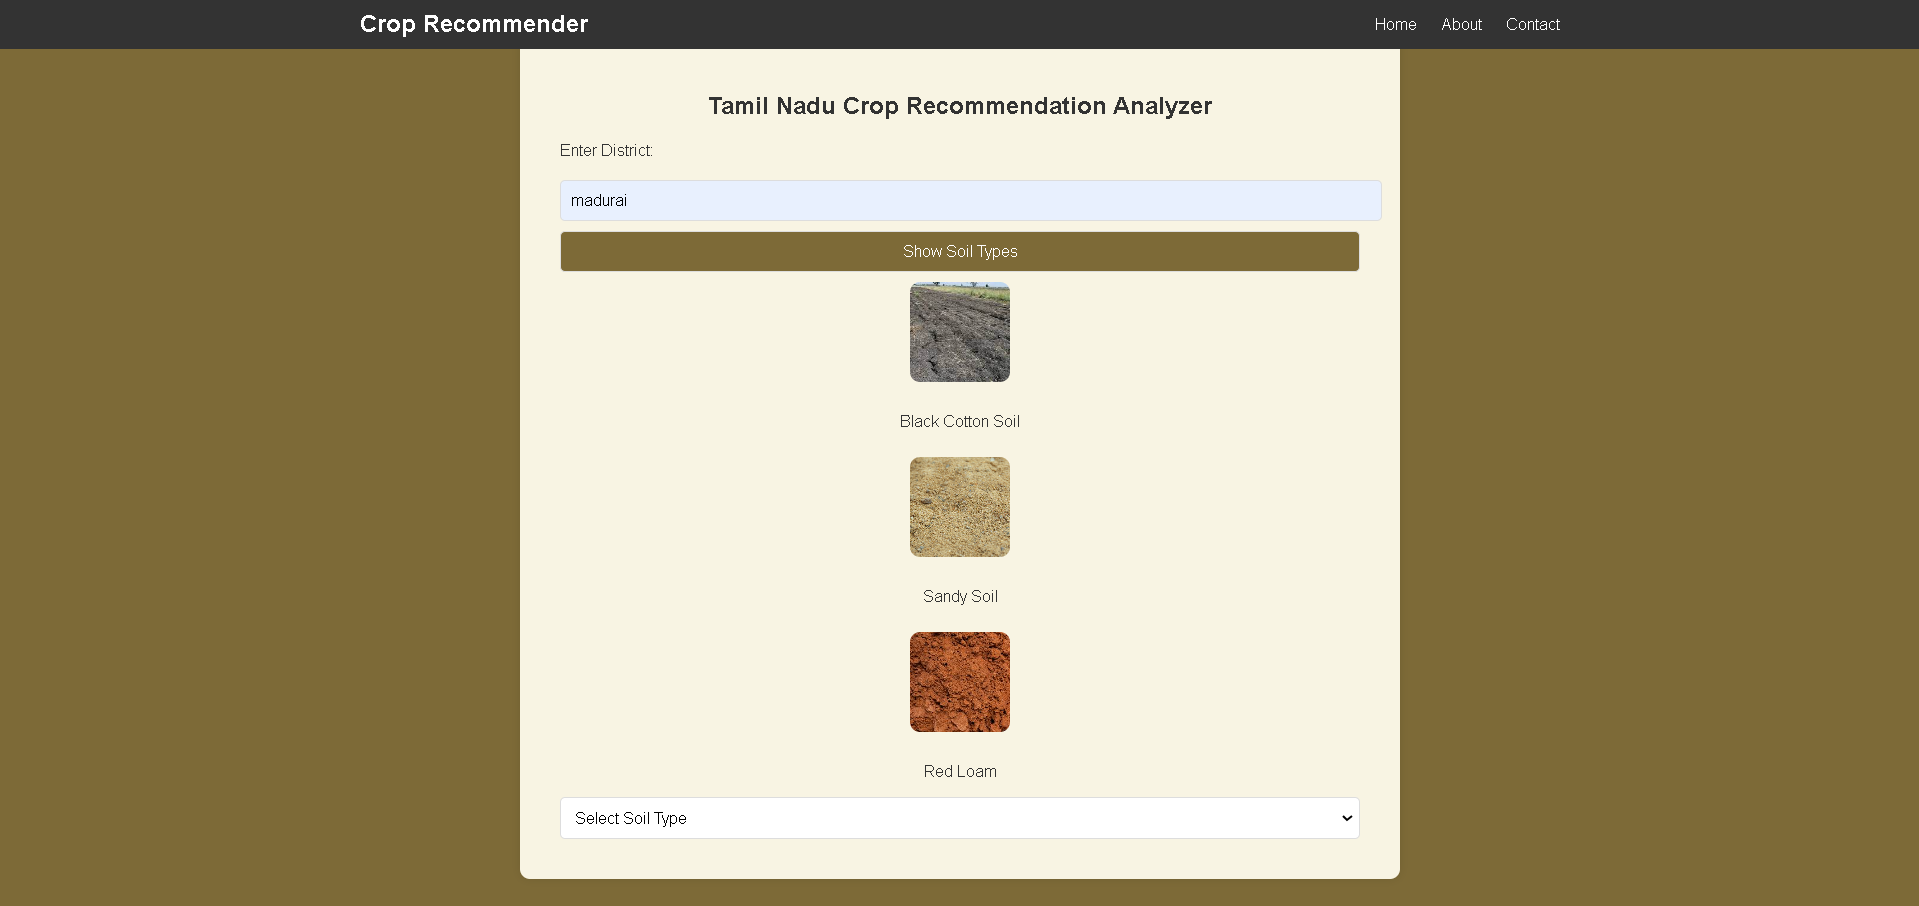 Crop Recommender
Home About Contact
Tamil Nadu Crop Recommendation Analyzer
Enter District:
madurai
Show Soil Types
Black Cotton Soil
Sandy Soil
Red Loam
Select Soil Type